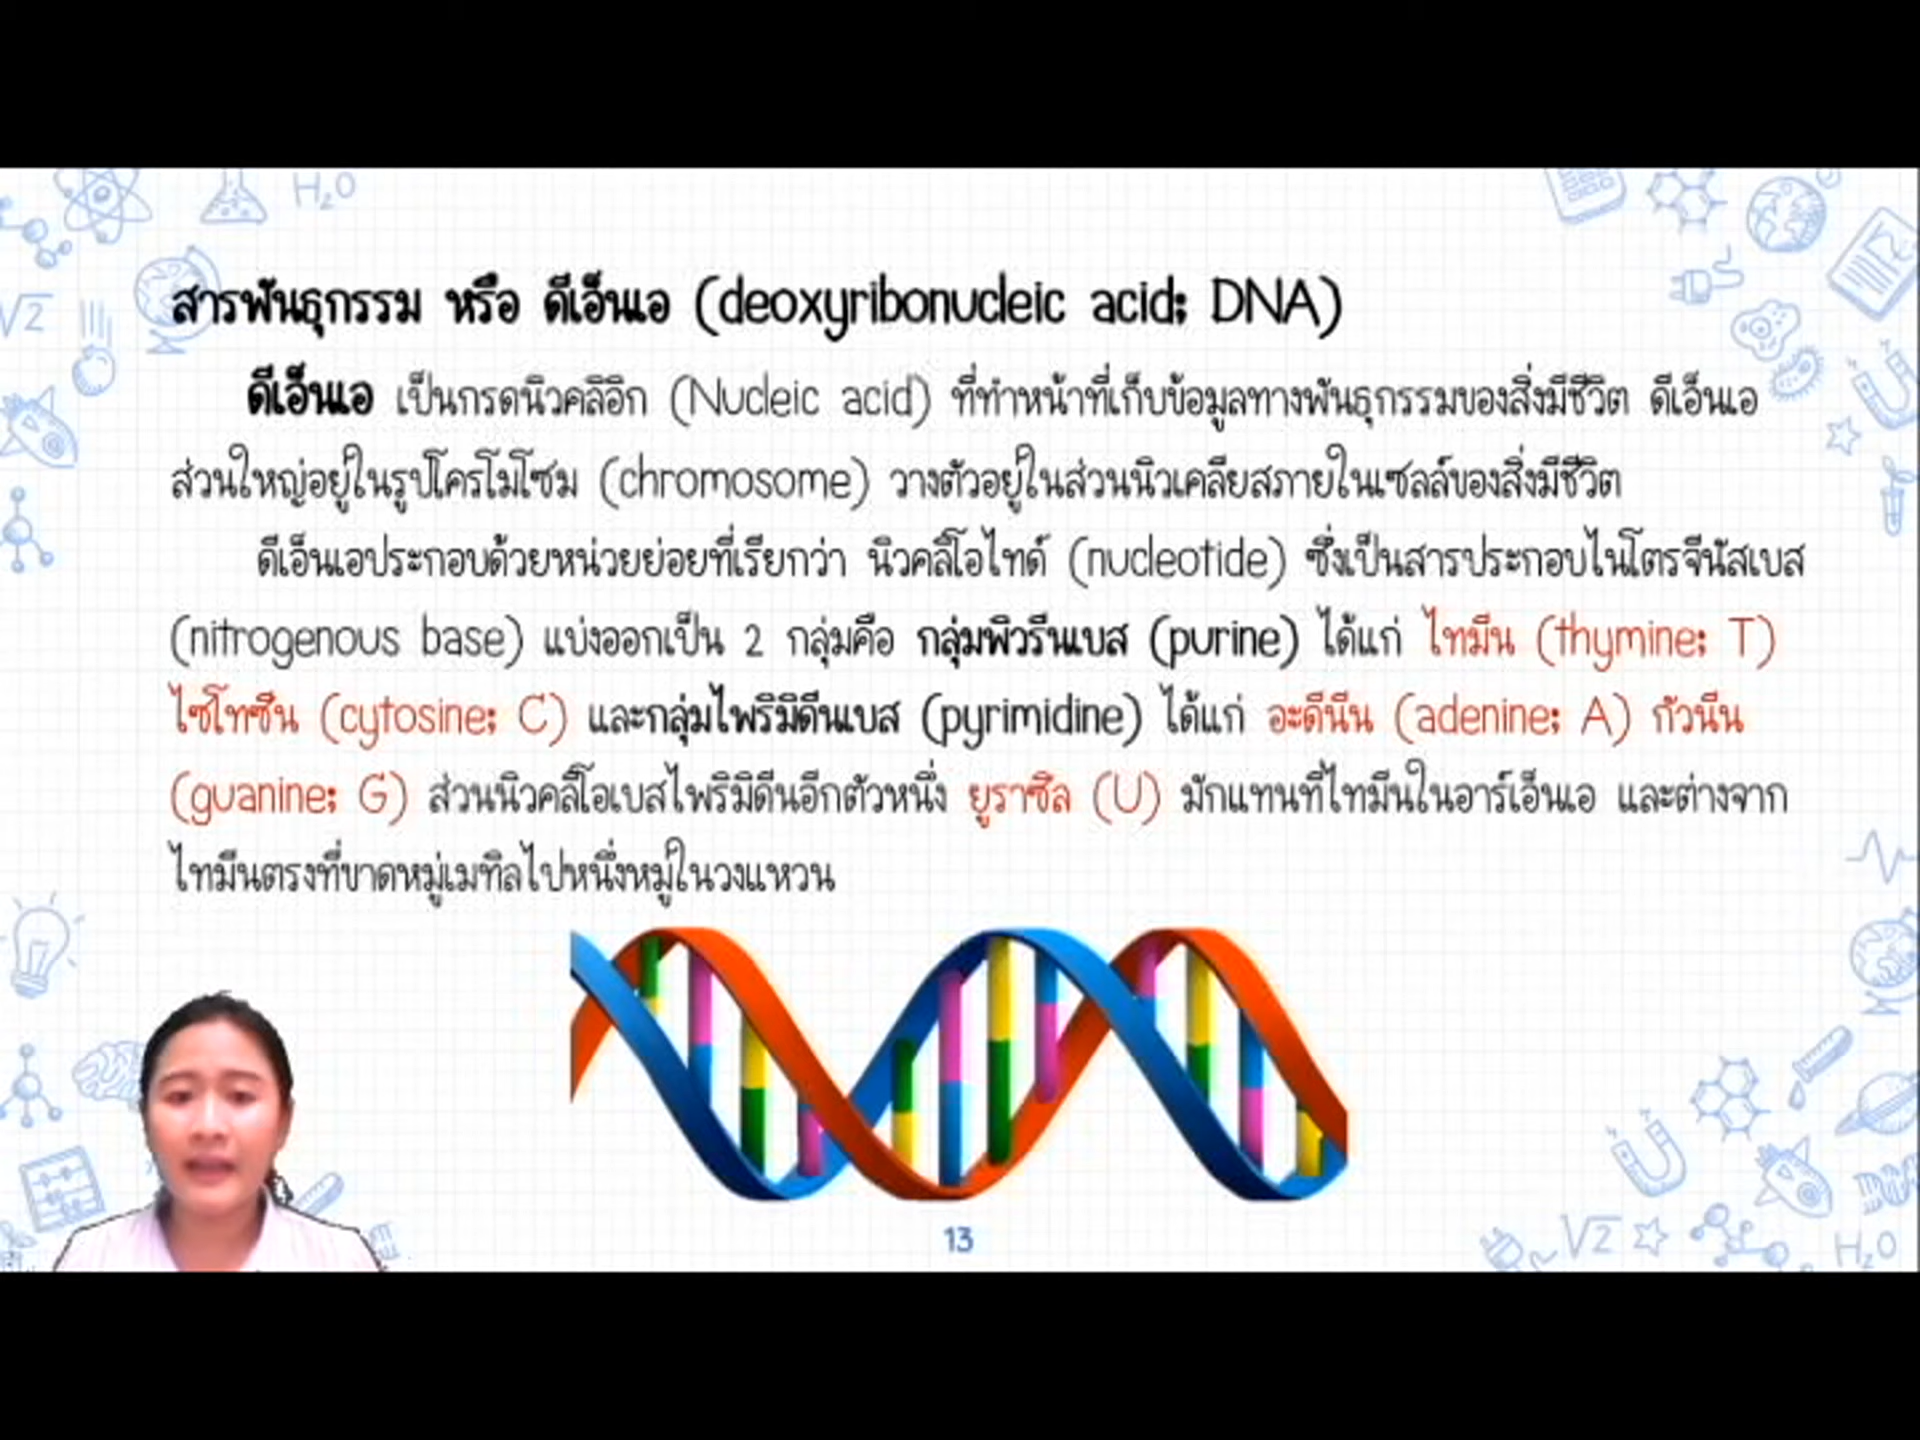 H₂O
√2
สารพันธุกรรม หรือ ดีเอ็นเอ (deoxyribonucleic acid; DNA)
ดีเอ็นเอ เป็นกรดนิวคลิอิก (Nucleic acid) ที่ทำหน้าที่เก็บข้อมูลทางพันธุกรรมของสิ่งมีชีวิต ดีเอ็นเอ
ส่วนใหญ่อยู่ในรูปโครโมโซม (chromosome) วางตัวอยู่ในส่วนนิวเคลียสภายในเซลล์ของสิ่งมีชีวิต
ดีเอ็นเอประกอบด้วยหน่วยย่อยที่เรียกว่า นิวคลีโอไทด์ (nucleotide) ซึ่งเป็นสารประกอบไนโตรจีนัสเบส
(nitrogenous base) แบ่งออกเป็น 2 กลุ่มคือ กลุ่มพิวรีนเบส (purine) ได้แก่ ไทมีน (thymine; T)
ไซโทซีน (cytosine; C) และกลุ่มไพริมิดีนเบส (pyrimidine) ได้แก่ อะดีนีน (adenine; A) กัวนีน
(guanine; G) ส่วนนิวคลีโอเบสไพริมิดีนอีกตัวหนึ่ง ยูราซิล (U) มักแทนที่ไทมีนในอาร์เอ็นเอ และต่างจาก
ไทมีนตรงที่ขาดหมู่เมทิลไปหนึ่งหมู่ในวงแหวน
13
√2
H₂O